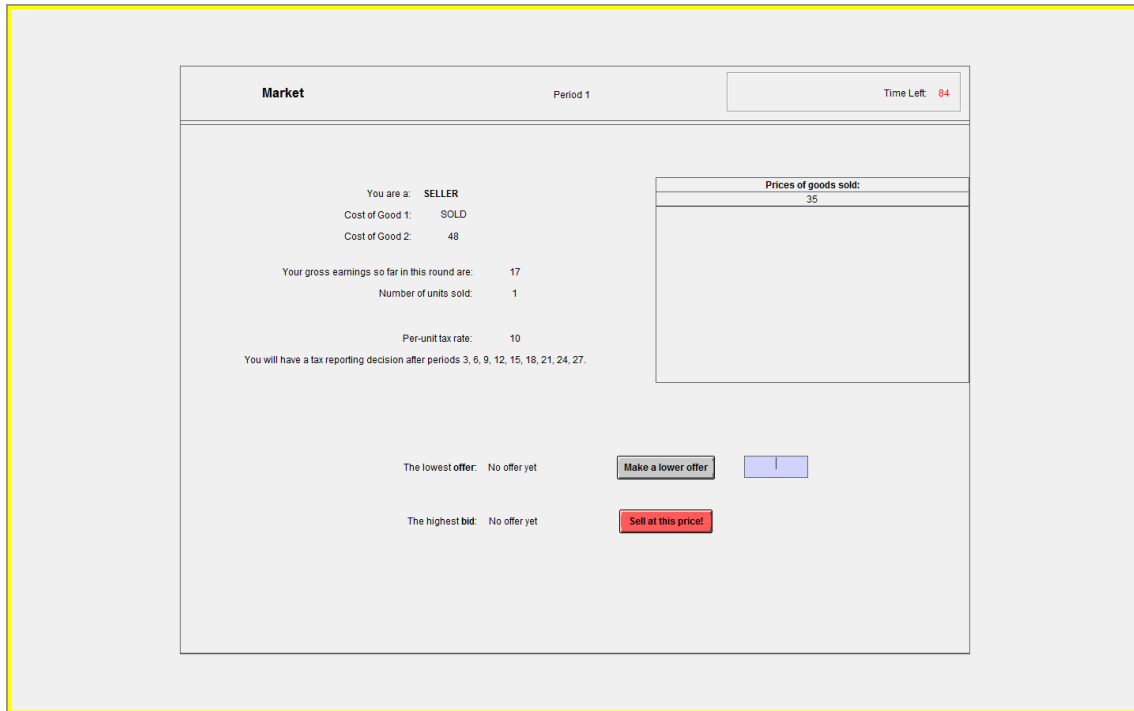 Market Period 1 Time Left: 84
Prices of goods sold:
You are a: SELLER
35
Cost of Good 1: SOLD
Cost of Good 2: 48
Your gross earnings so far in this round are: 17
Number of units sold: 1
Per-unit tax rate: 10
You will have a tax reporting decision after periods 3, 6, 9, 12, 15, 18, 21, 24, 27.
The lowest offer: No offer yet Make a lower offer
The highest bid: No offer yet Sell at this price!